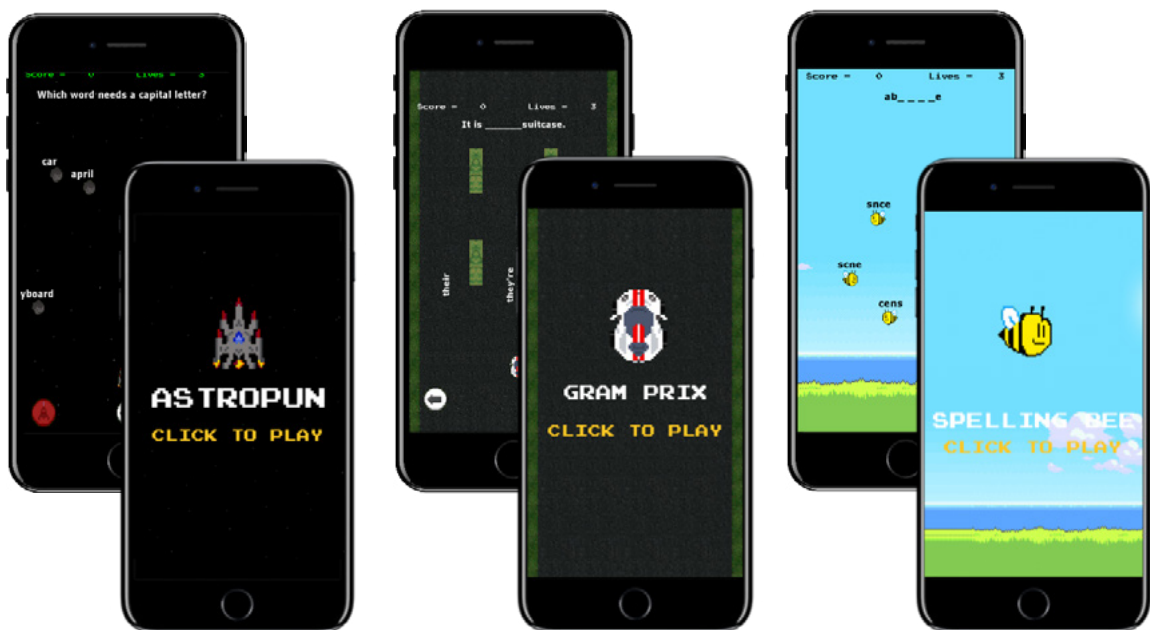 Score = 0 Lives = 3
Which word needs a capital letter?
car
april
yboard
ASTROPUN
CLICK TO PLAY
Score = 0 Lives = 3
It is ______suitcase.
their
they're
GRAM PRIX
CLICK TO PLAY
Score = 0 Lives = 3
ab_ _ _ _e
snce
scne
cens
SPELLING BEE
CLICK TO PLAY